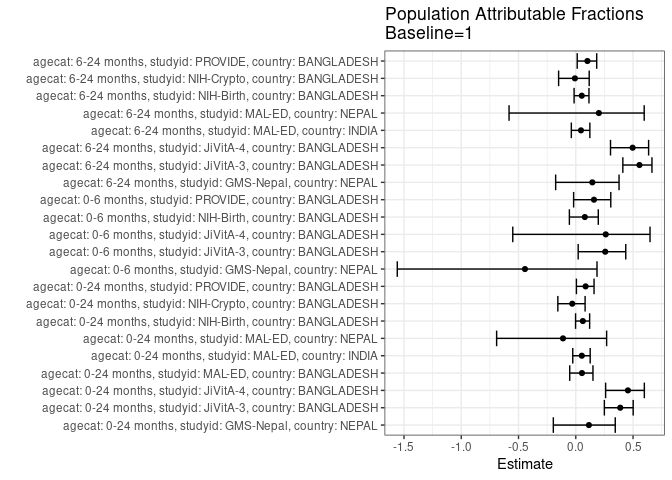 Population Attributable Fractions
Baseline=1
agecat: 6-24 months, studyid: PROVIDE, country: BANGLADESH
agecat: 6-24 months, studyid: NIH-Crypto, country: BANGLADESH
agecat: 6-24 months, studyid: NIH-Birth, country: BANGLADESH
agecat: 6-24 months, studyid: MAL-ED, country: NEPAL
agecat: 6-24 months, studyid: MAL-ED, country: INDIA
agecat: 6-24 months, studyid: JiVitA-4, country: BANGLADESH
agecat: 6-24 months, studyid: JiVitA-3, country: BANGLADESH
agecat: 6-24 months, studyid: GMS-Nepal, country: NEPAL
agecat: 0-6 months, studyid: PROVIDE, country: BANGLADESH
agecat: 0-6 months, studyid: NIH-Birth, country: BANGLADESH
agecat: 0-6 months, studyid: JiVitA-4, country: BANGLADESH
agecat: 0-6 months, studyid: JiVitA-3, country: BANGLADESH
agecat: 0-6 months, studyid: GMS-Nepal, country: NEPAL
agecat: 0-24 months, studyid: PROVIDE, country: BANGLADESH
agecat: 0-24 months, studyid: NIH-Crypto, country: BANGLADESH
agecat: 0-24 months, studyid: NIH-Birth, country: BANGLADESH
agecat: 0-24 months, studyid: MAL-ED, country: NEPAL
agecat: 0-24 months, studyid: MAL-ED, country: INDIA
agecat: 0-24 months, studyid: MAL-ED, country: BANGLADESH
agecat: 0-24 months, studyid: JiVitA-4, country: BANGLADESH
agecat: 0-24 months, studyid: JiVitA-3, country: BANGLADESH
agecat: 0-24 months, studyid: GMS-Nepal, country: NEPAL
-1.5 -1.0 -0.5 0.0 0.5
Estimate